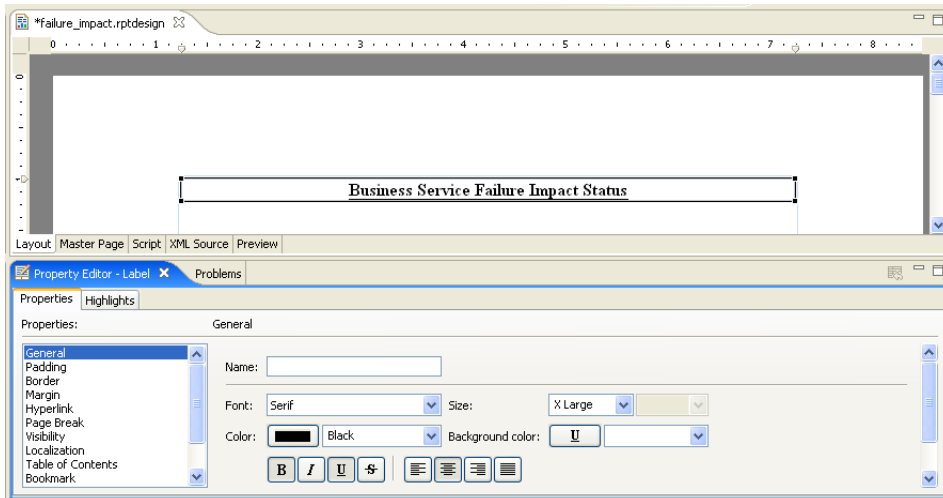 *failure_impact.rptdesign
0 1 2 3 4 5 6 7 8
0
Business Service Failure Impact Status
Layout Master Page Script XML Source Preview
Property Editor - Label Problems
Properties Highlights
Properties: General
General
Padding
Border
Margin
Hyperlink
Page Break
Visibility
Localization
Table of Contents
Bookmark
Name:
Font: Serif Size: X Large
Color: Black Background color: U
B I U S